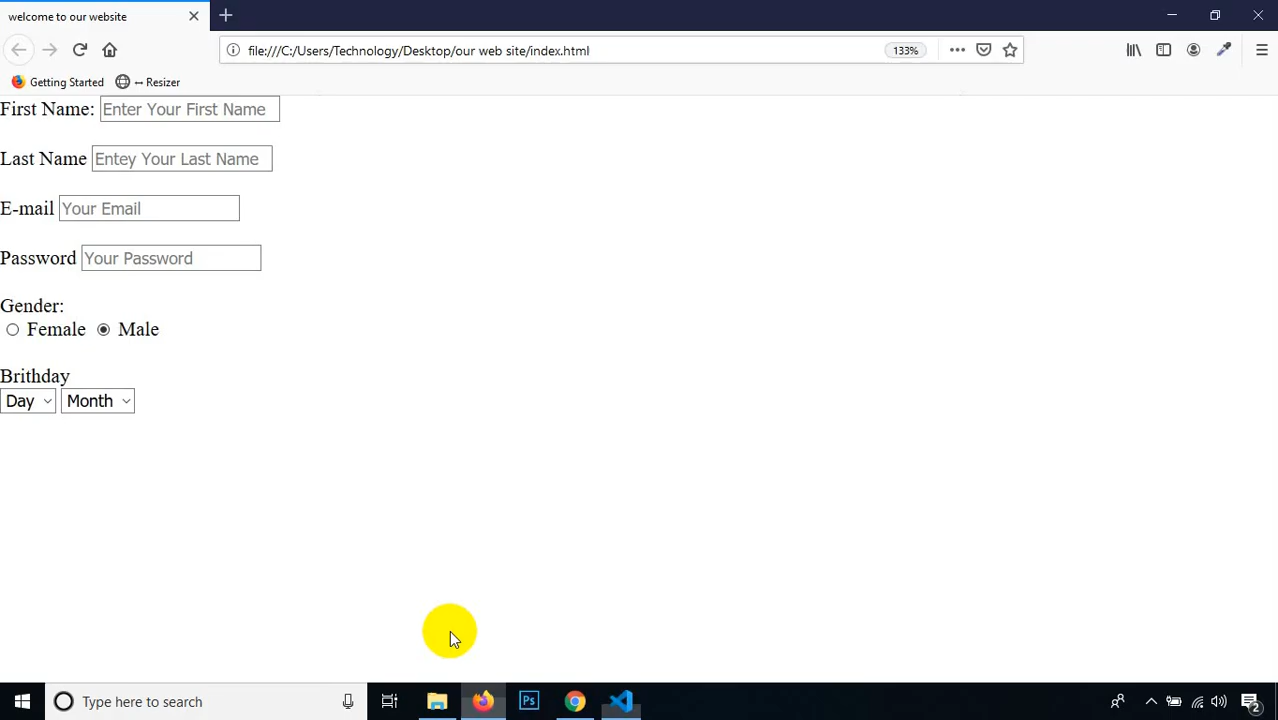 welcome to our website
file:///C:/Users/Technology/Desktop/our web site/index.html
133%
Getting Started
Resizer
First Name: Enter Your First Name
Last Name Entey Your Last Name
E-mail Your Email
Password Your Password
Gender:
Female Male
Brithday
Day Month
Type here to search
Ps
2